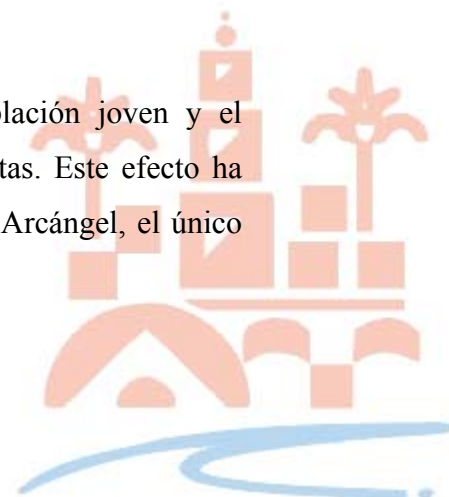 lación joven y el
tas. Este efecto ha
Arcángel, el único